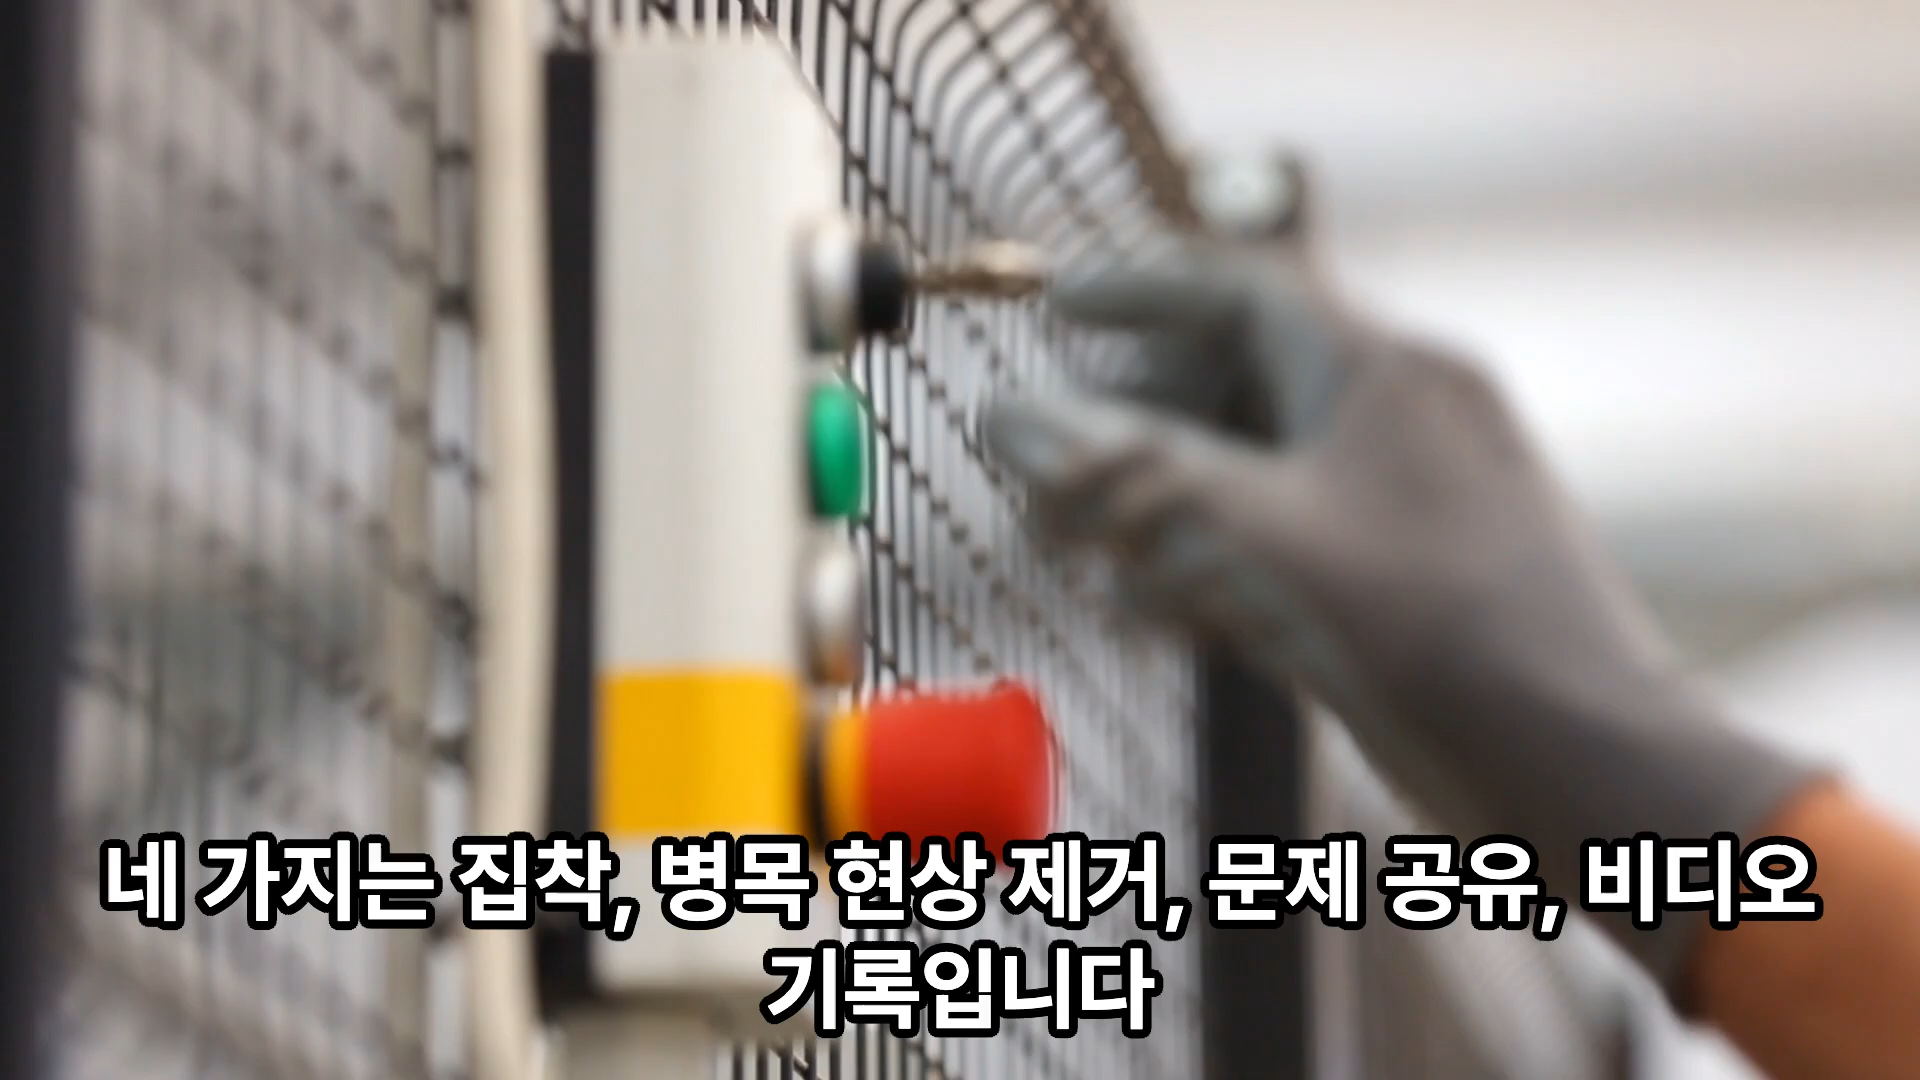 네 가지는 집착, 병목 현상 제거, 문제 공유, 비디오
기록입니다